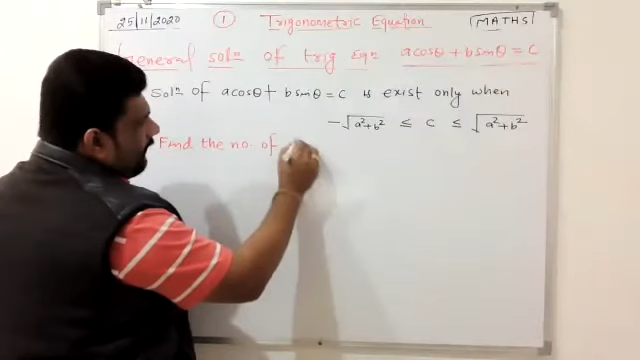 25/11/2020 1 Trigonometric Equation MATHS
General solⁿ of trig Eqⁿ acosθ + bsinθ = C
Solⁿ of acosθ + bsinθ = C is exist only when
-√a²+b² ≤ C ≤ √a²+b²
Find the no. of